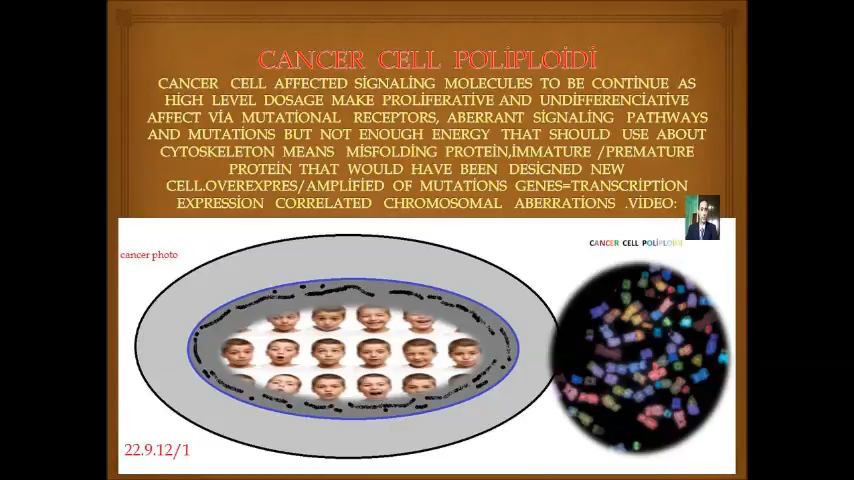 CANCER CELL POLİPLOİDİ
CANCER CELL AFFECTED SİGNALİNG MOLECULES TO BE CONTİNUE AS
HİGH LEVEL DOSAGE MAKE PROLİFERATİVE AND UNDIFFERENCİATİVE
AFFECT VİA MUTATİONAL RECEPTORS, ABERRANT SİGNALİNG PATHWAYS
AND MUTATİONS BUT NOT ENOUGH ENERGY THAT SHOULD USE ABOUT
CYTOSKELETON MEANS MİSFOLDİNG PROTEİN,İMMATURE /PREMATURE
PROTEİN THAT WOULD HAVE BEEN DESİGNED NEW
CELL.OVEREXPRES/AMPLİFİED OF MUTATİONS GENES=TRANSCRİPTİON
EXPRESSİON CORRELATED CHROMOSOMAL ABERRATİONS .VİDEO:
CANCER CELL POLİPLOİDİ
cancer photo
22.9.12/1